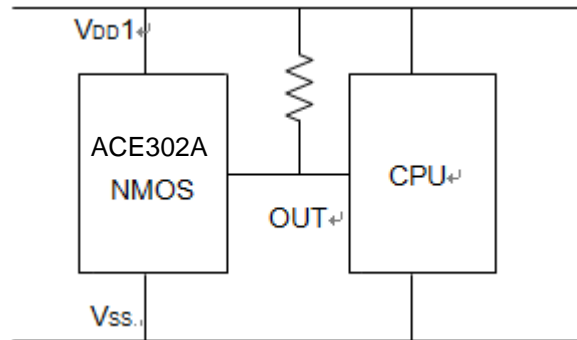 VDD1↵
ACE302A
NMOS
CPU↵
OUT↵
Vss.↓